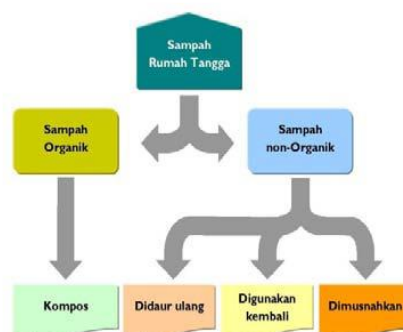 Sampah
Rumah Tangga
Sampah
Organik
Sampah
non-Organik
Kompos
Didaur ulang
Digunakan
kembali
Dimusnahkan